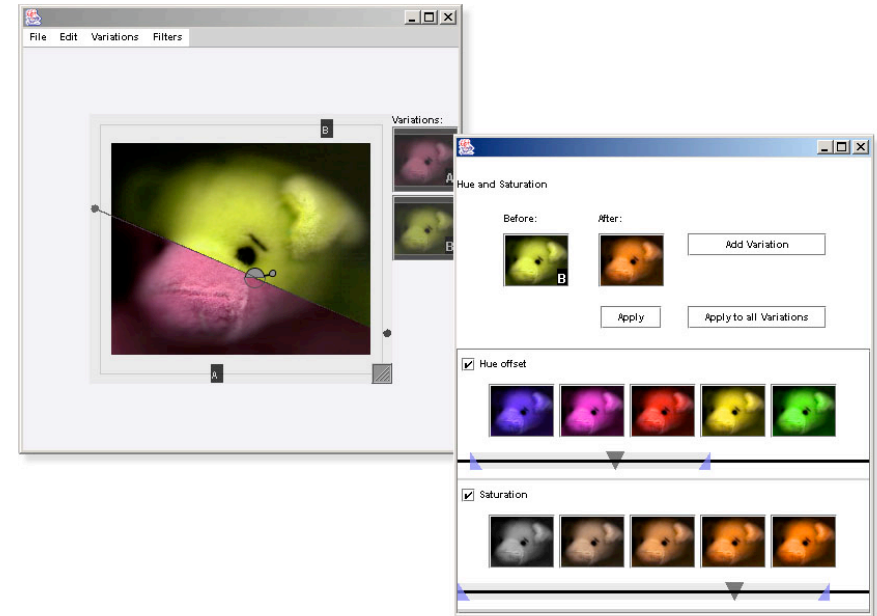 File Edit Variations Filters
Variations:
B
A
B
A
Hue and Saturation
Before: After:
B
Add Variation
Apply
Apply to all Variations
Hue offset
Saturation